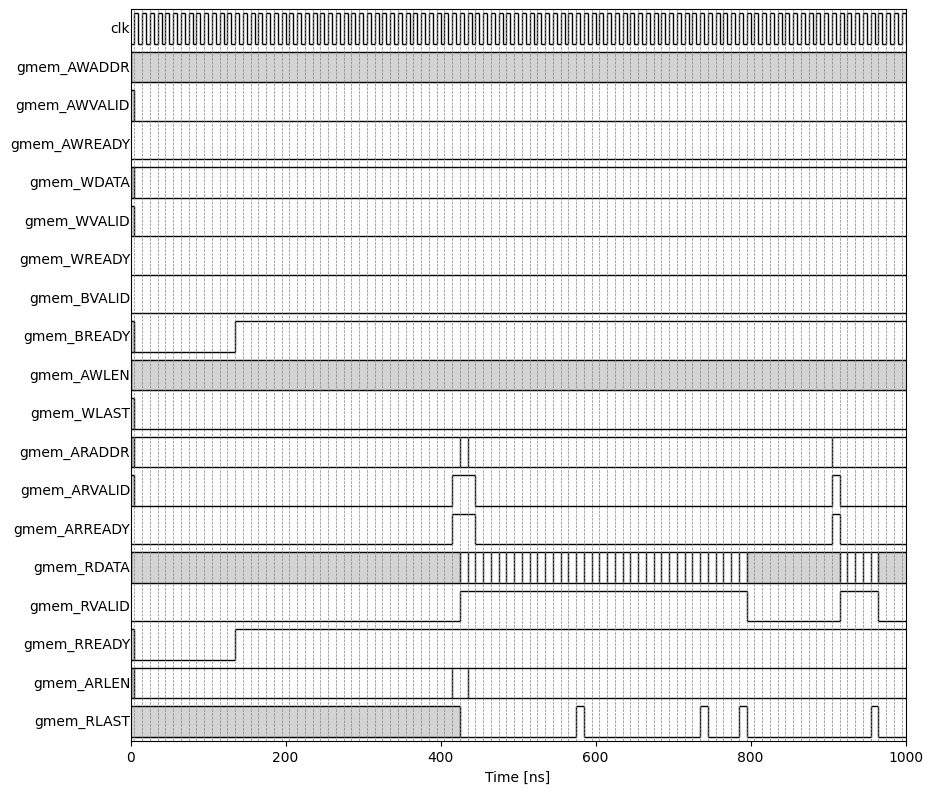 clk
gmem_AWADDR
gmem_AWVALID
gmem_AWREADY
gmem_WDATA
gmem_WVALID
gmem_WREADY
gmem_BVALID
gmem_BREADY
gmem_AWLEN
gmem_WLAST
gmem_ARADDR
gmem_ARVALID
gmem_ARREADY
gmem_RDATA
gmem_RVALID
gmem_RREADY
gmem_ARLEN
gmem_RLAST
0 200 400 600 800 1000
Time [ns]